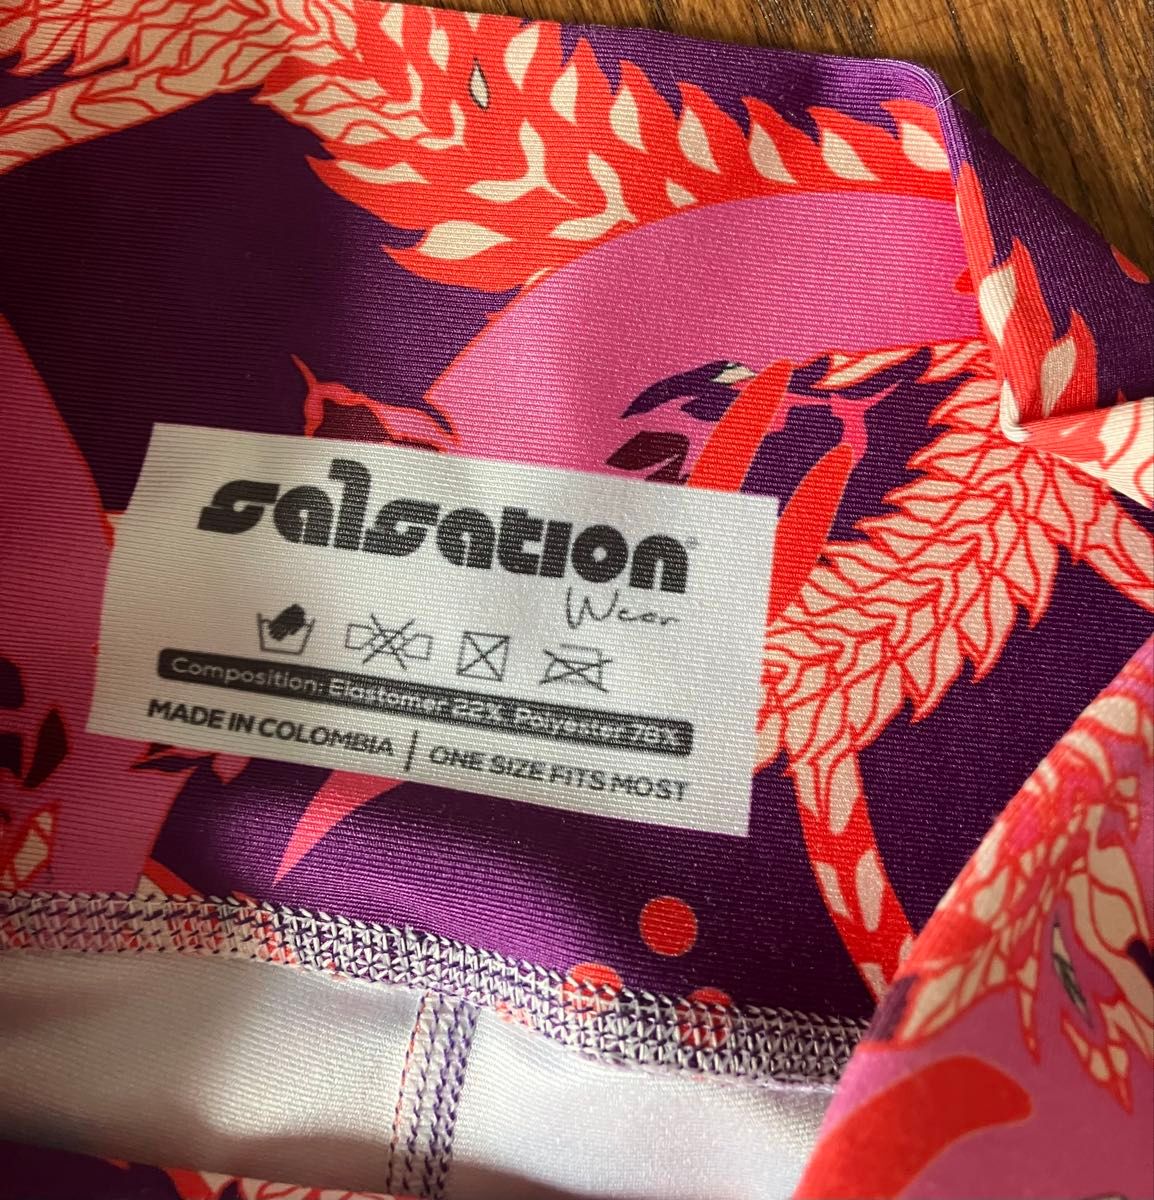 salsation®
Wear
Composition: Elastomer 22% Polyester 78%
MADE IN COLOMBIA | ONE SIZE FITS MOST